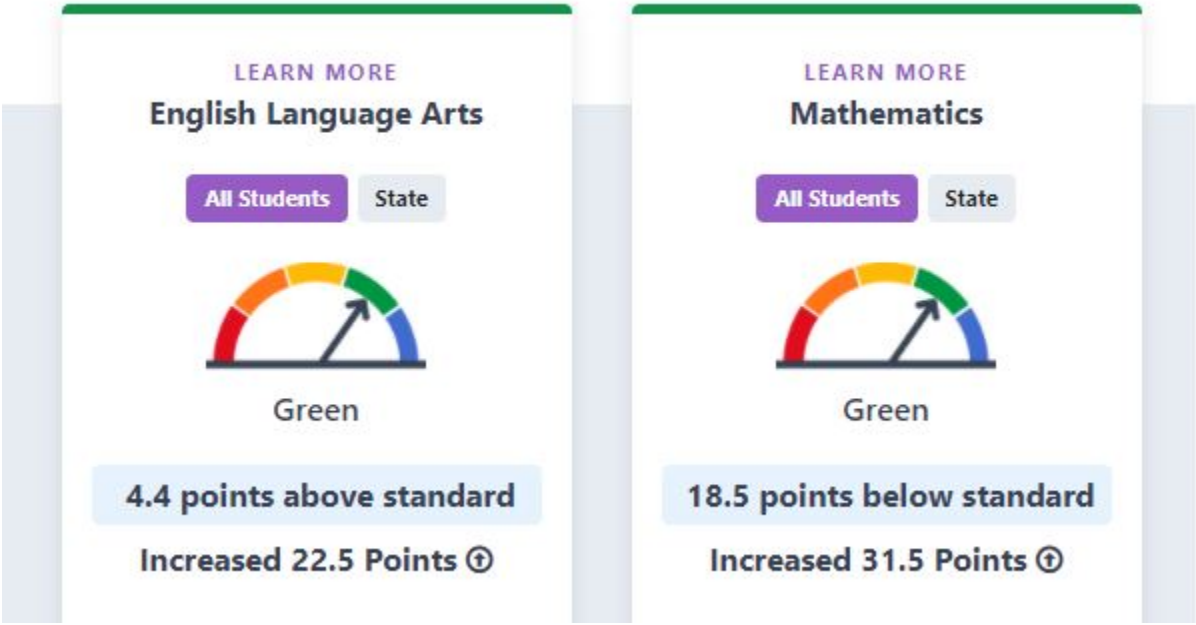 LEARN MORE
English Language Arts
All Students State
Green
4.4 points above standard
Increased 22.5 Points
LEARN MORE
Mathematics
All Students State
Green
18.5 points below standard
Increased 31.5 Points